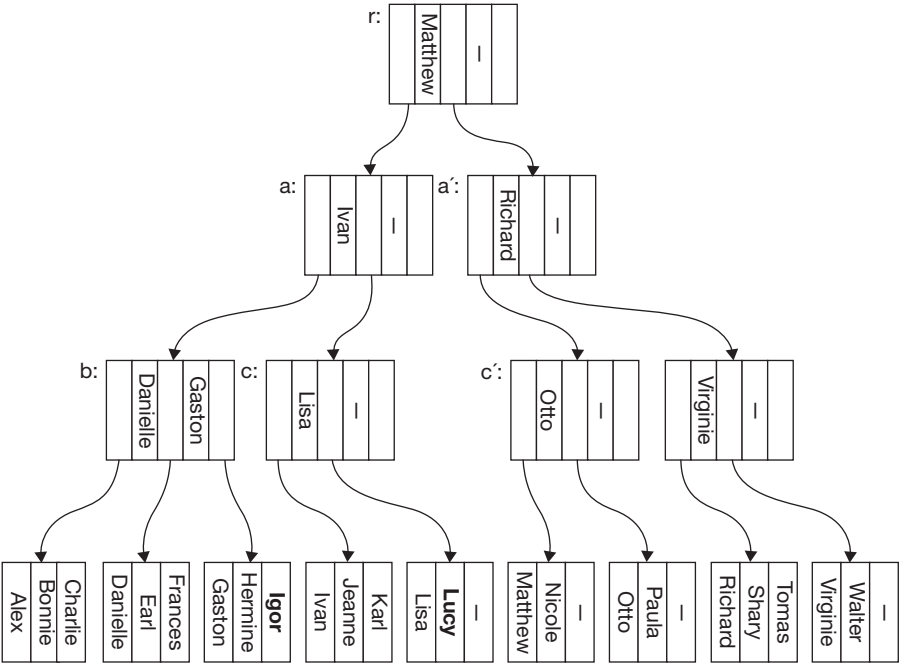 r:
Matthew
–
a:
Ivan
–
a´:
Richard
–
b:
Danielle
Gaston
c:
Lisa
–
c´:
Otto
–
Virginie
–
Alex
Bonnie
Charlie
Danielle
Earl
Frances
Gaston
Hermine
Igor
Ivan
Jeanne
Karl
Lisa
Lucy
–
Matthew
Nicole
–
Otto
Paula
–
Richard
Shary
Tomas
Virginie
Walter
–